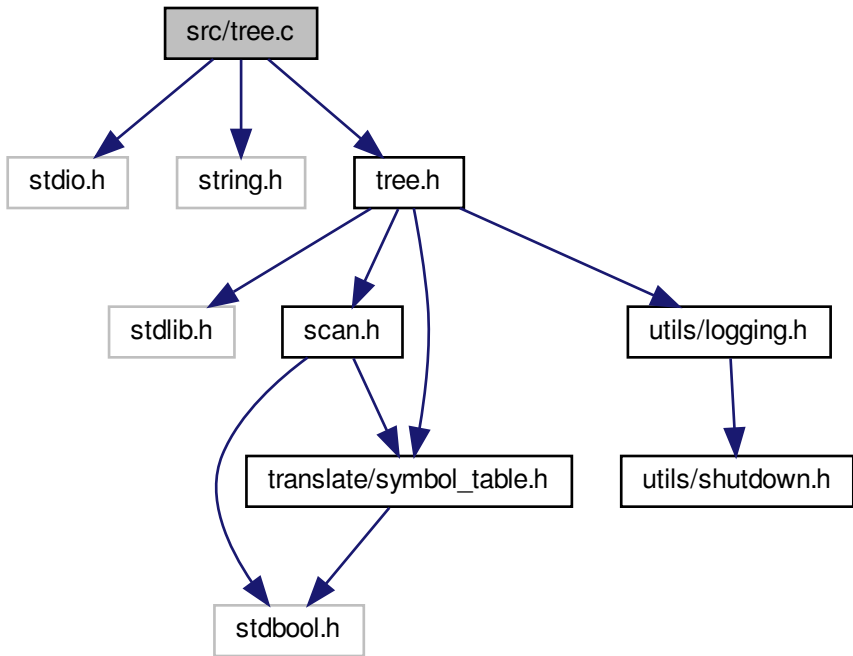 src/tree.c
stdio.h
string.h
tree.h
stdlib.h
scan.h
utils/logging.h
translate/symbol_table.h
utils/shutdown.h
stdbool.h